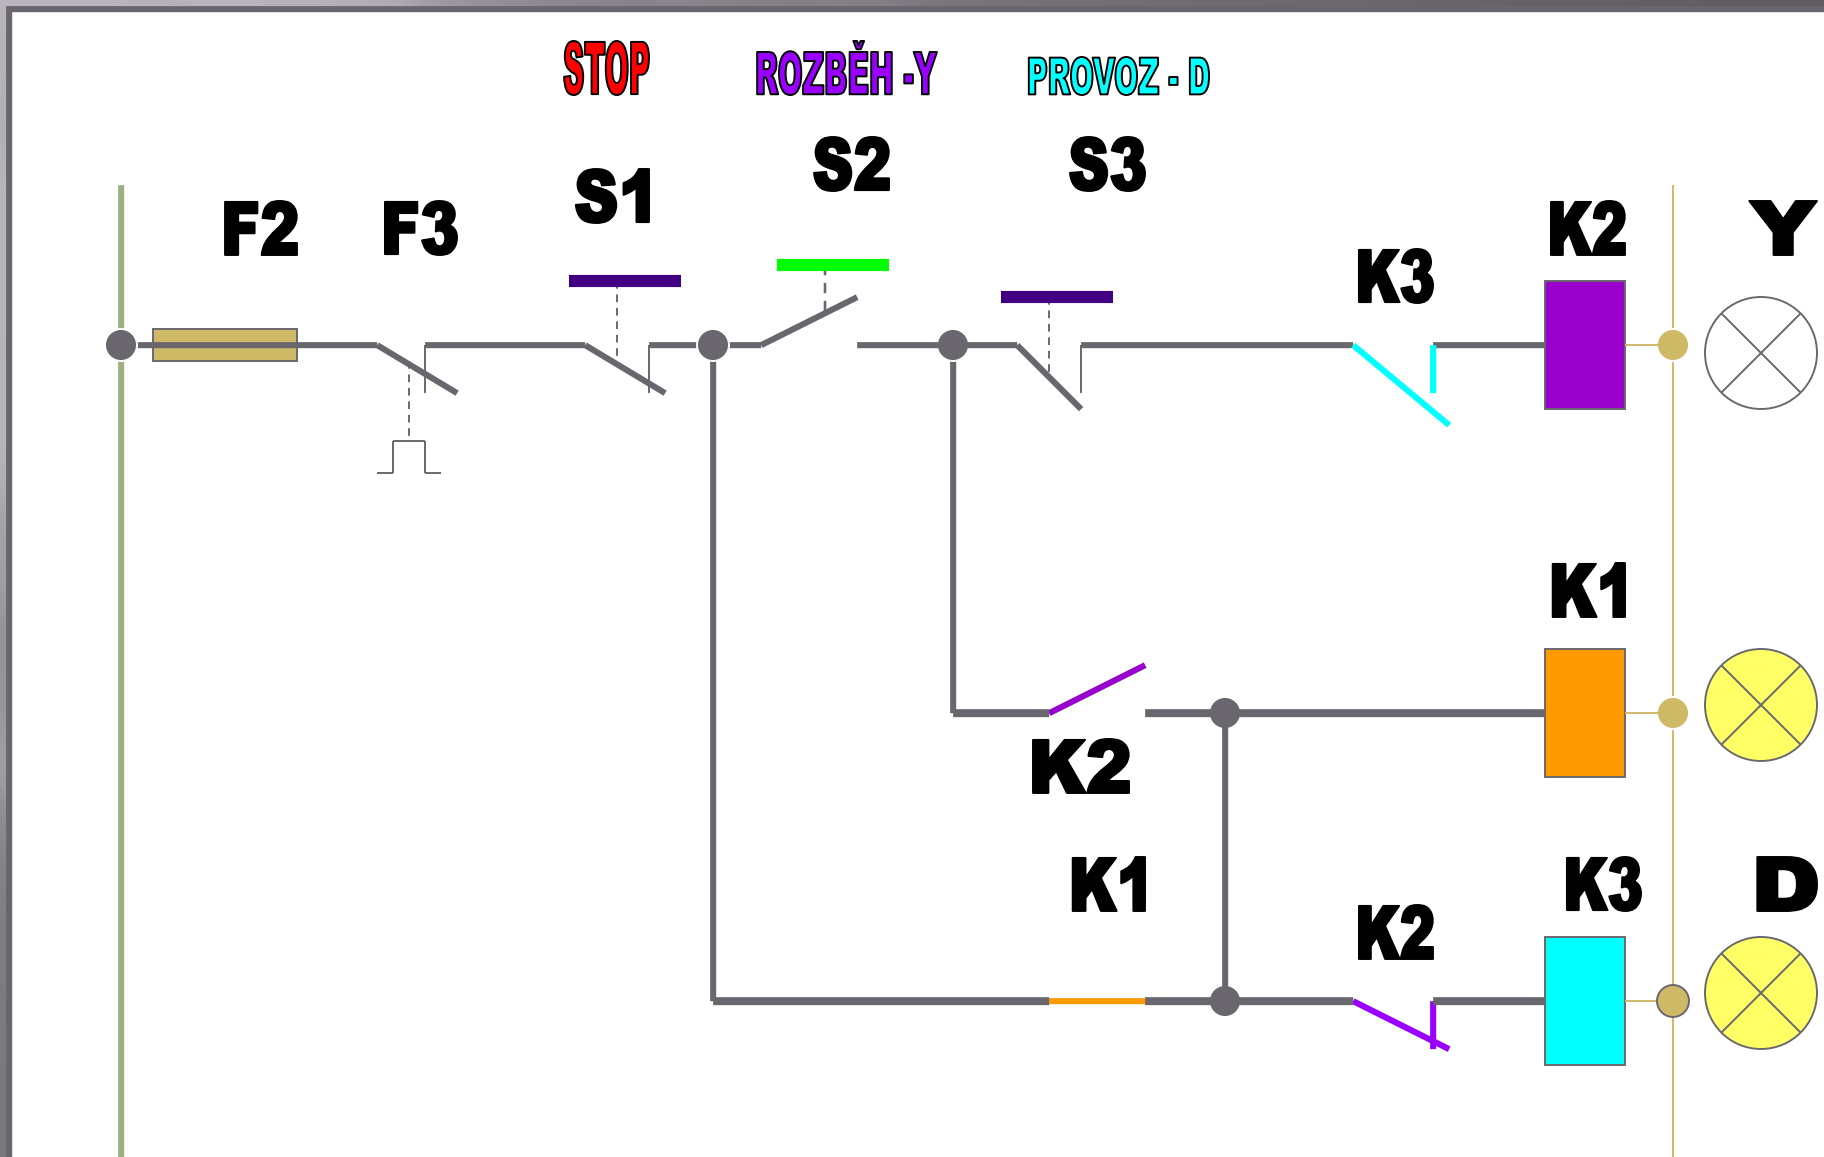 STOP
ROZBĚH -Y
PROVOZ - D
S1
S2
S3
F2
F3
K3
K2
Y
K1
K2
K1
K2
K3
D